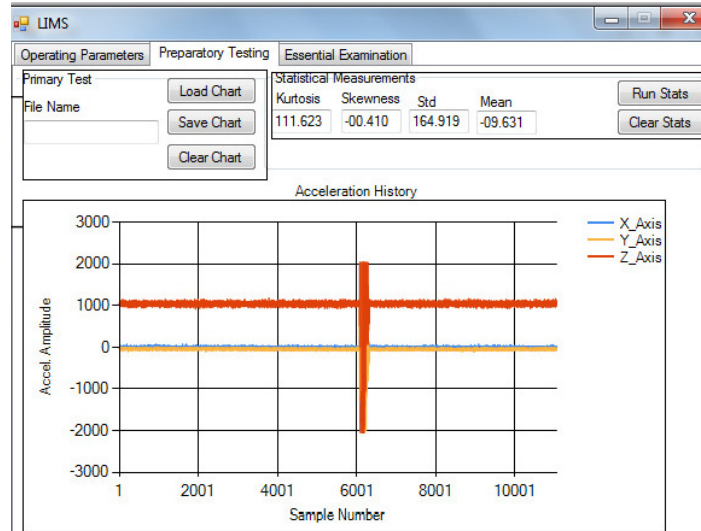 LIMS
Operating Parameters Preparatory Testing Essential Examination
Primary Test
File Name
Load Chart
Save Chart
Clear Chart
Statistical Measurements
Kurtosis Skewness Std Mean
111.623 -00.410 164.919 -09.631
Run Stats
Clear Stats
Acceleration History
Accel. Amplitude
3000
2000
1000
0
-1000
-2000
-3000
1 2001 4001 6001 8001 10001
Sample Number
X_Axis
Y_Axis
Z_Axis